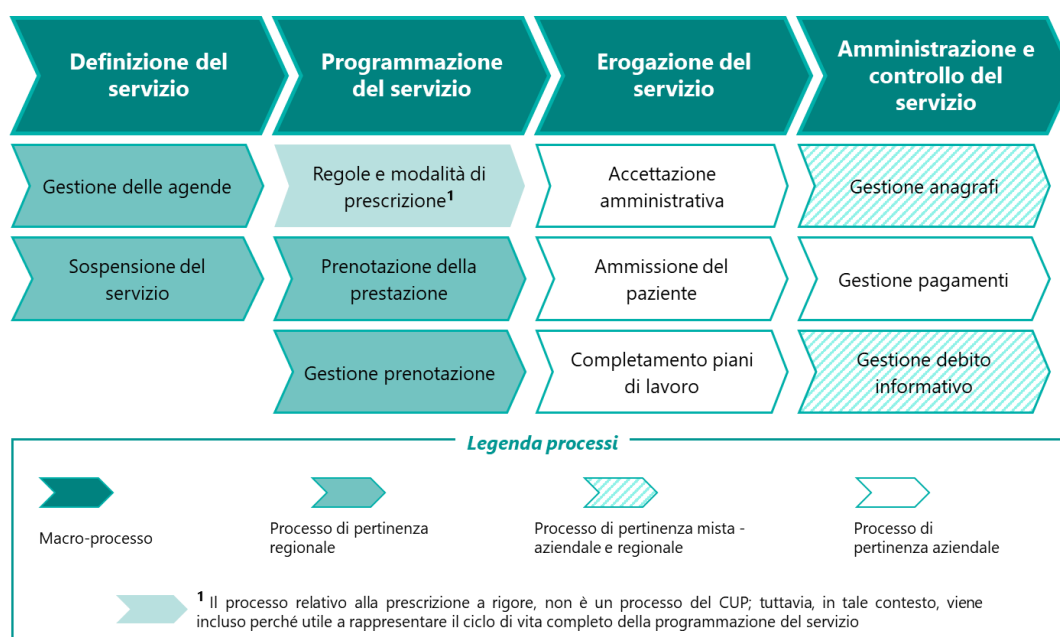 Definizione del
servizio
Programmazione
del servizio
Erogazione del
servizio
Amministrazione e
controllo del
servizio
Gestione delle agende
Regole e modalità di
prescrizione¹
Accettazione
amministrativa
Gestione anagrafi
Sospensione del
servizio
Prenotazione della
prestazione
Ammissione del
paziente
Gestione pagamenti
Gestione prenotazione
Completamento piani
di lavoro
Gestione debito
informativo
Legenda processi
Macro-processo
Processo di pertinenza
regionale
Processo di pertinenza mista -
aziendale e regionale
Processo di
pertinenza aziendale
¹ Il processo relativo alla prescrizione a rigore, non è un processo del CUP; tuttavia, in tale contesto, viene
incluso perché utile a rappresentare il ciclo di vita completo della programmazione del servizio